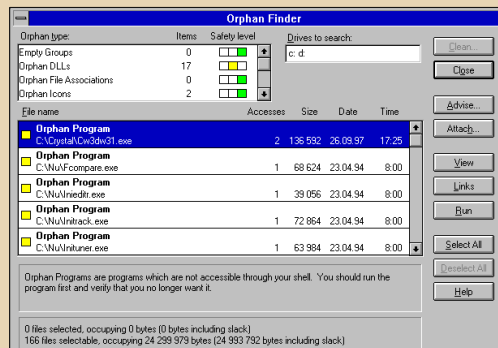 Orphan Finder
Orphan type: Items Safety level
Empty Groups 0
Orphan DLLs 17
Orphan File Associations 0
Orphan Icons 2
Drives to search:
c: d:
Clean...
Close
Advise...
Attach...
View
Links
Run
Select All
Deselect All
Help
File name Accesses Size Date Time
Orphan Program
C:\Crystal\Cw3dw31.exe 2 136 592 26.09.97 17:25
Orphan Program
C:\Nu\Fcompare.exe 1 68 624 23.04.94 8:00
Orphan Program
C:\Nu\Inieditr.exe 1 39 056 23.04.94 8:00
Orphan Program
C:\Nu\Initrack.exe 1 72 864 23.04.94 8:00
Orphan Program
C:\Nu\Inituner.exe 1 63 984 23.04.94 8:00
Orphan Programs are programs which are not accessible through your shell. You should run the
program first and verify that you no longer want it.
0 files selected, occupying 0 bytes (0 bytes including slack)
166 files selectable, occupying 24 299 979 bytes (24 993 792 bytes including slack)